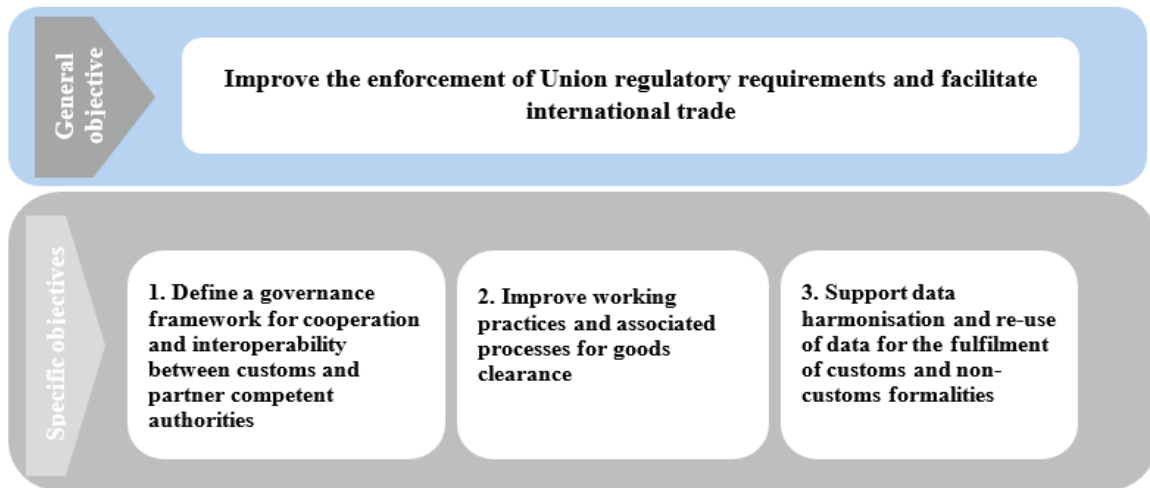 General
objective
Improve the enforcement of Union regulatory requirements and facilitate
international trade
Specific objectives
1. Define a governance
framework for cooperation
and interoperability
between customs and
partner competent
authorities
2. Improve working
practices and associated
processes for goods
clearance
3. Support data
harmonisation and re-use
of data for the fulfilment
of customs and non-
customs formalities